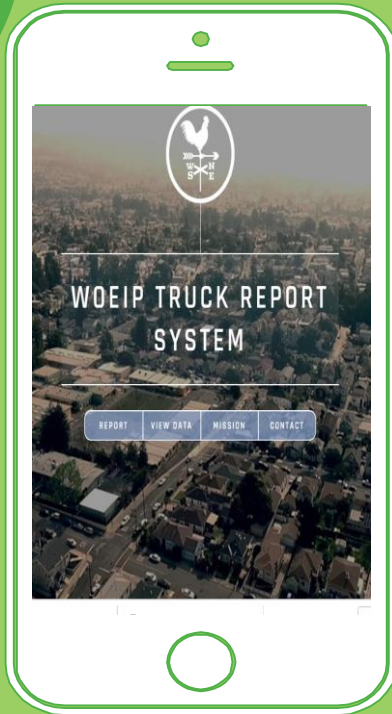 W N
S E
WOEIP TRUCK REPORT
SYSTEM
REPORT VIEW DATA MISSION CONTACT